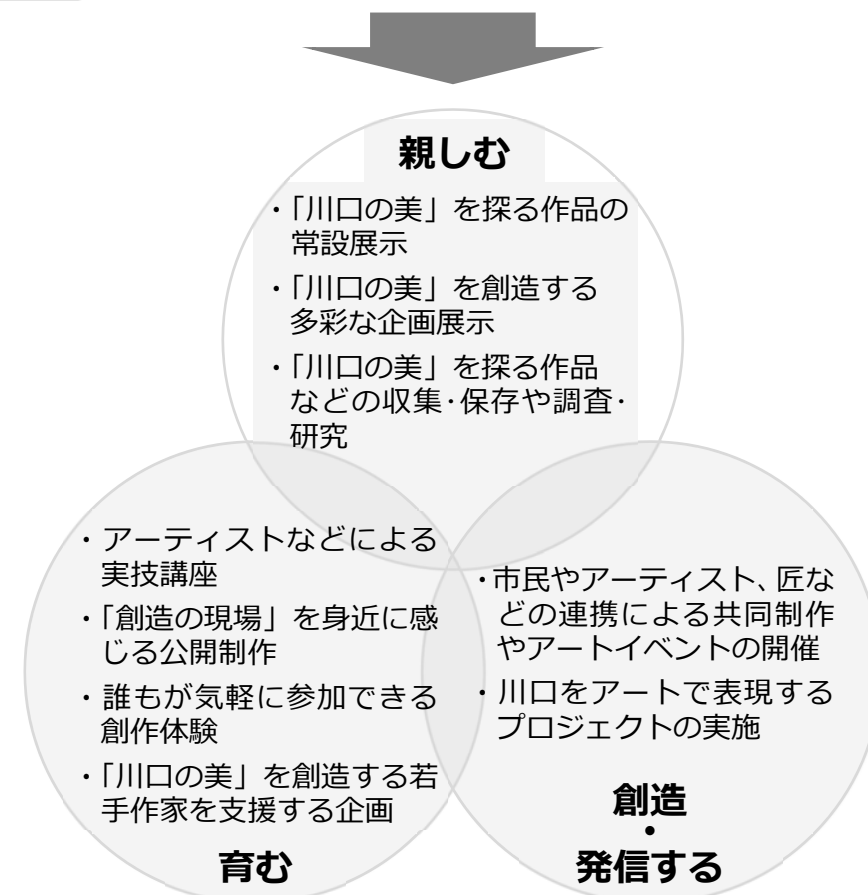 親しむ
・「川口の美」を探る作品の
常設展示
・「川口の美」を創造する
多彩な企画展示
・「川口の美」を探る作品
などの収集・保存や調査・
研究
・アーティストなどによる
実技講座
・「創造の現場」を身近に感
じる公開制作
・誰もが気軽に参加できる
創作体験
・「川口の美」を創造する若
手作家を支援する企画
育む
・市民やアーティスト、匠な
どの連携による共同制作
やアートイベントの開催
・川口をアートで表現する
プロジェクトの実施
創造
・
発信する